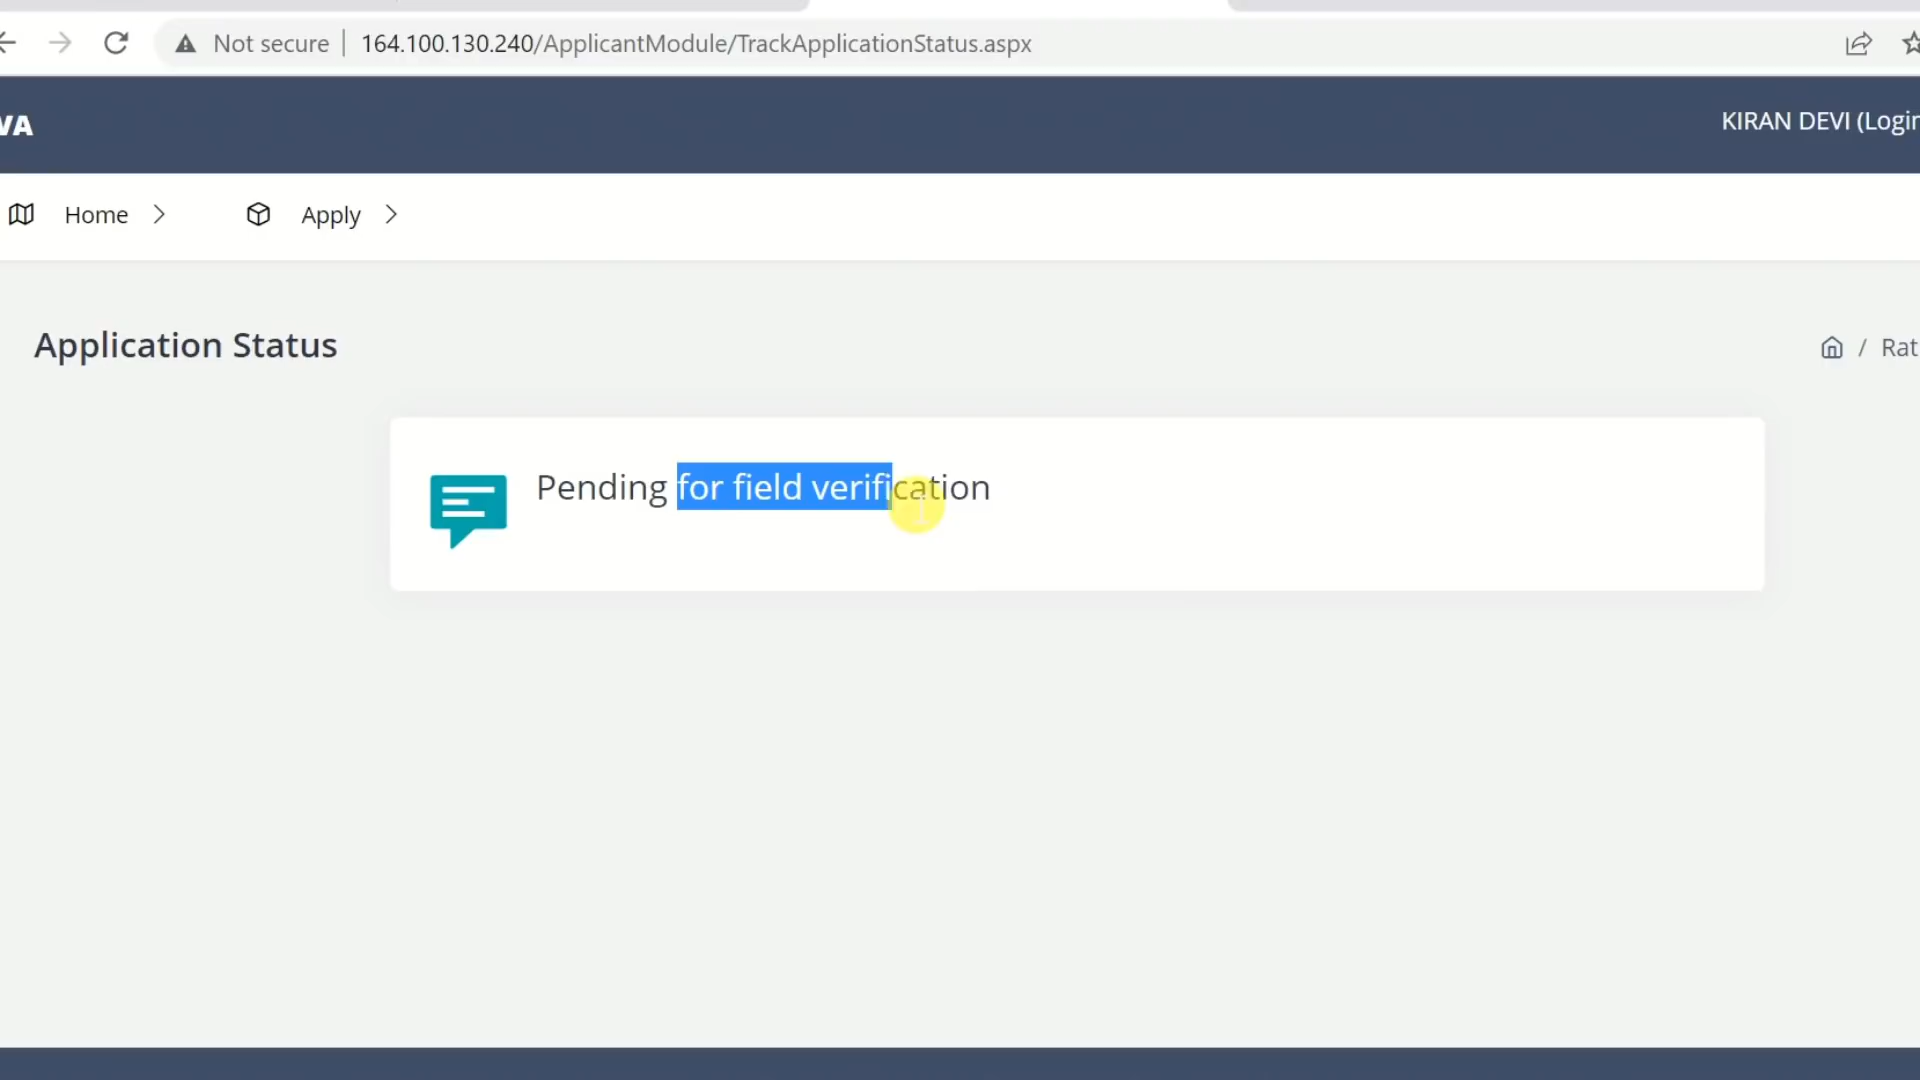 Not secure | 164.100.130.240/ApplicantModule/TrackApplicationStatus.aspx
VA
KIRAN DEVI (Login
Home
Apply
Application Status
/ Rat
Pending for field verification